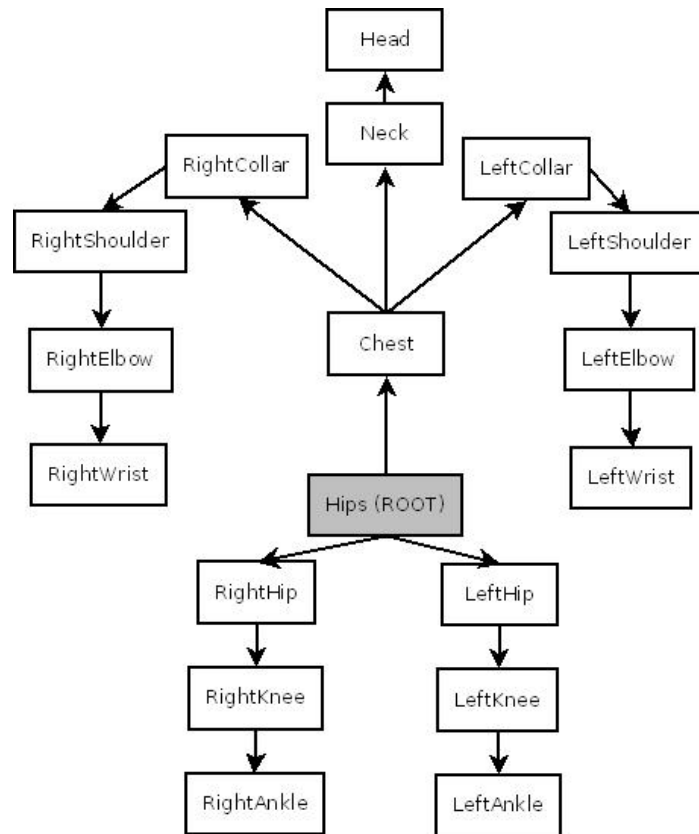 Head
Neck
RightCollar
LeftCollar
RightShoulder
LeftShoulder
Chest
RightElbow
LeftElbow
RightWrist
LeftWrist
Hips (ROOT)
RightHip
LeftHip
RightKnee
LeftKnee
RightAnkle
LeftAnkle